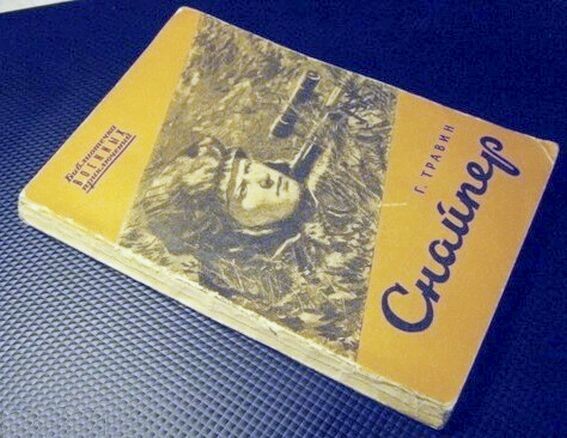 Библиотечка
ВОЕННЫХ
приключений
Г. ТРАВИН
Снайпер